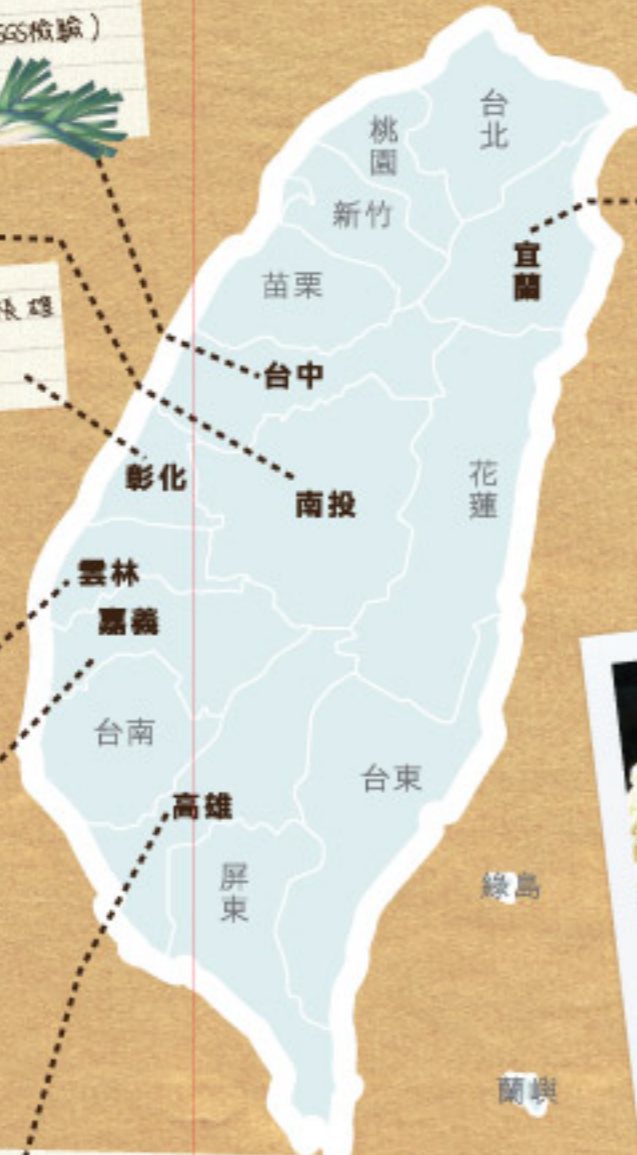 SGS檢驗）
台北
桃園
新竹
宜蘭
苗栗
張雄
台中
彰化
南投
花蓮
雲林
嘉義
台南
台東
高雄
屏東
綠島
蘭嶼